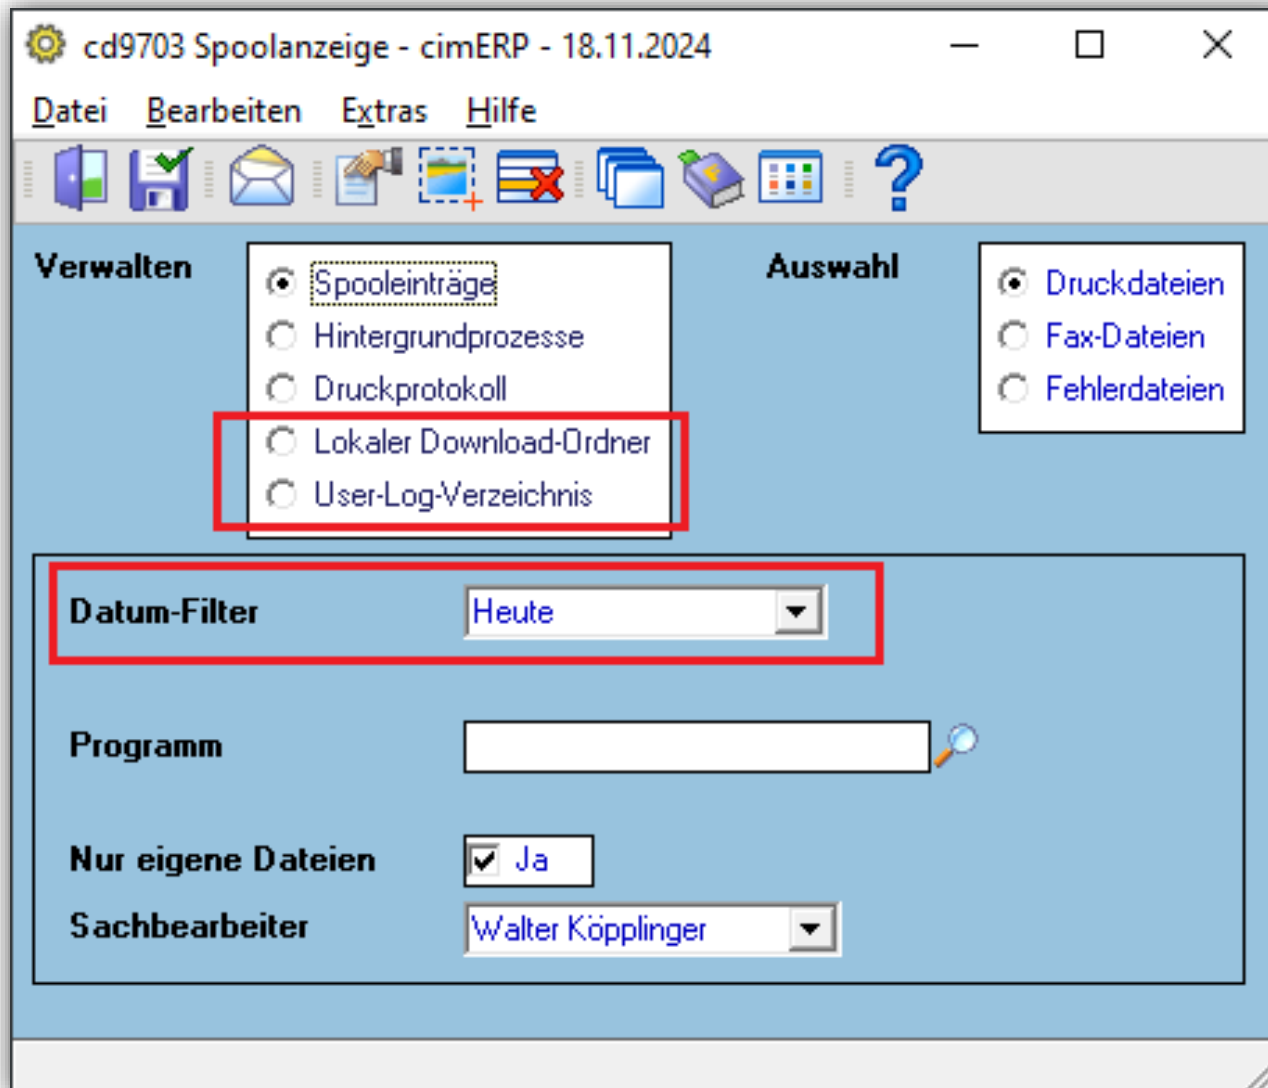 cd9703 Spoolanzeige - cimERP - 18.11.2024
Datei Bearbeiten Extras Hilfe
Verwalten
Spooleinträge
Hintergrundprozesse
Druckprotokoll
Lokaler Download-Ordner
User-Log-Verzeichnis
Auswahl
Druckdateien
Fax-Dateien
Fehlerdateien
Datum-Filter Heute
Programm
Nur eigene Dateien Ja
Sachbearbeiter Walter Köpplinger